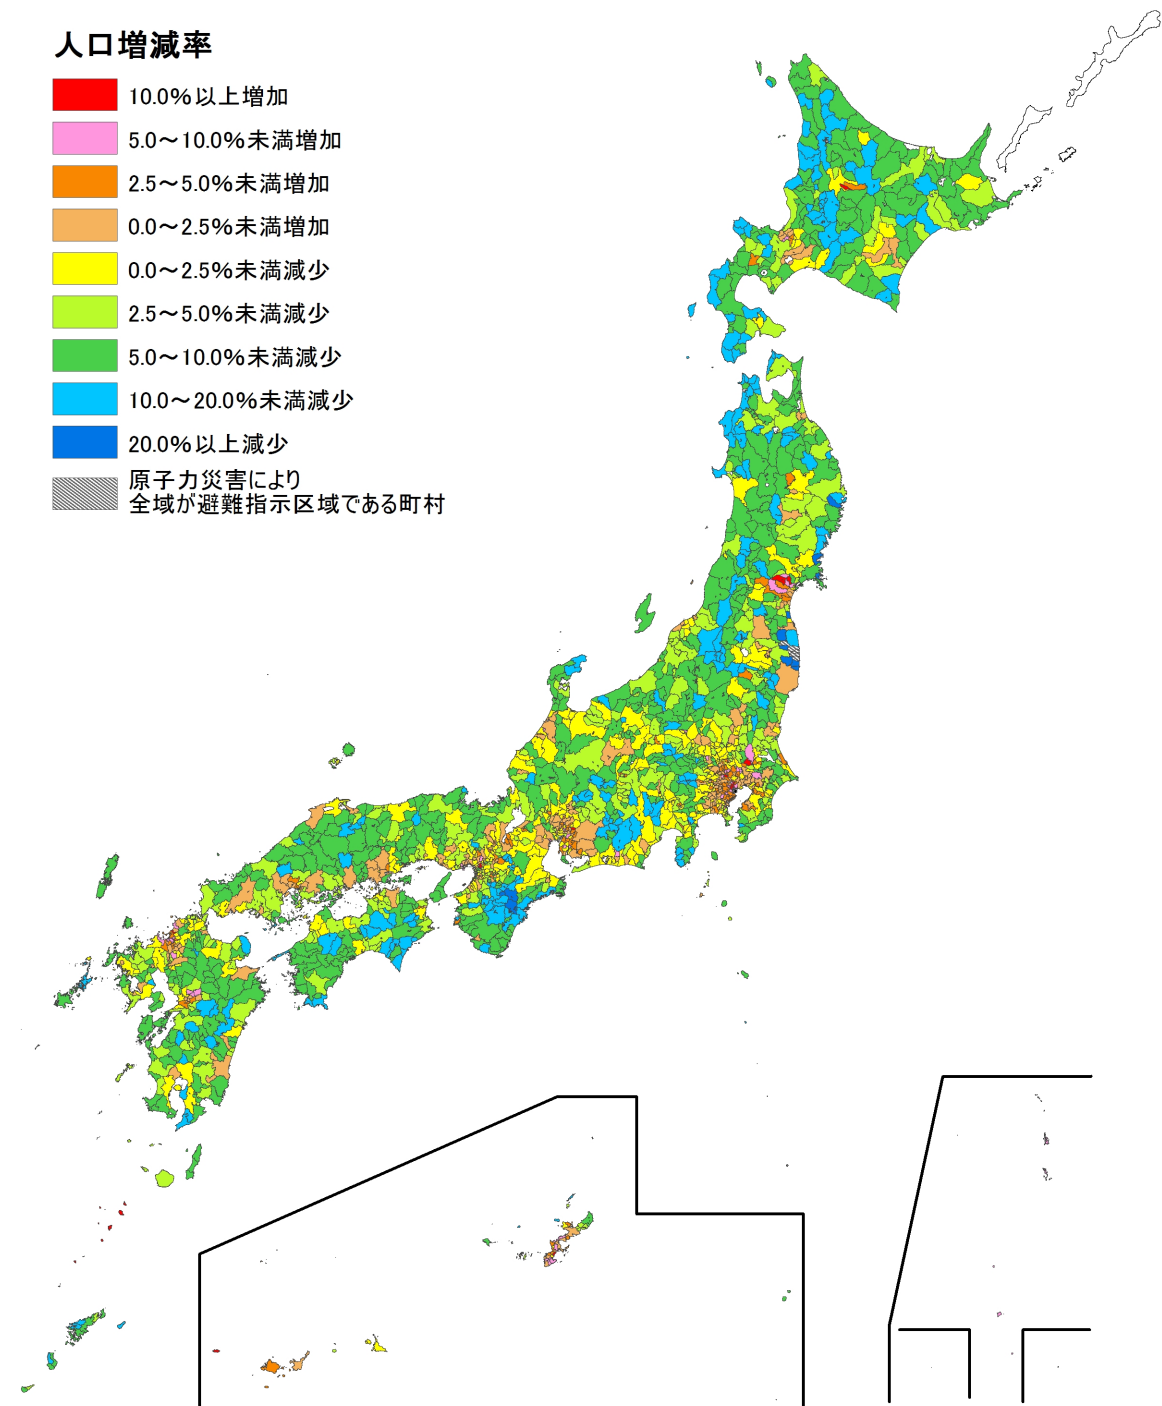 人口増減率
10.0%以上増加
5.0～10.0%未満増加
2.5～5.0%未満増加
0.0～2.5%未満増加
0.0～2.5%未満減少
2.5～5.0%未満減少
5.0～10.0%未満減少
10.0～20.0%未満減少
20.0%以上減少
原子力災害により
全域が避難指示区域である町村